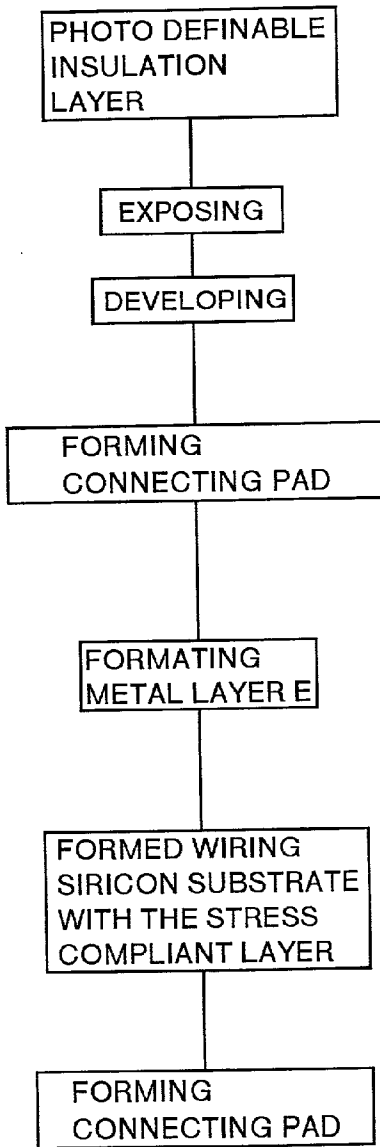 PHOTO DEFINABLE
INSULATION
LAYER
EXPOSING
DEVELOPING
FORMING
CONNECTING PAD
FORMATING
METAL LAYER E
FORMED WIRING
SIRICON SUBSTRATE
WITH THE STRESS
COMPLIANT LAYER
FORMING
CONNECTING PAD